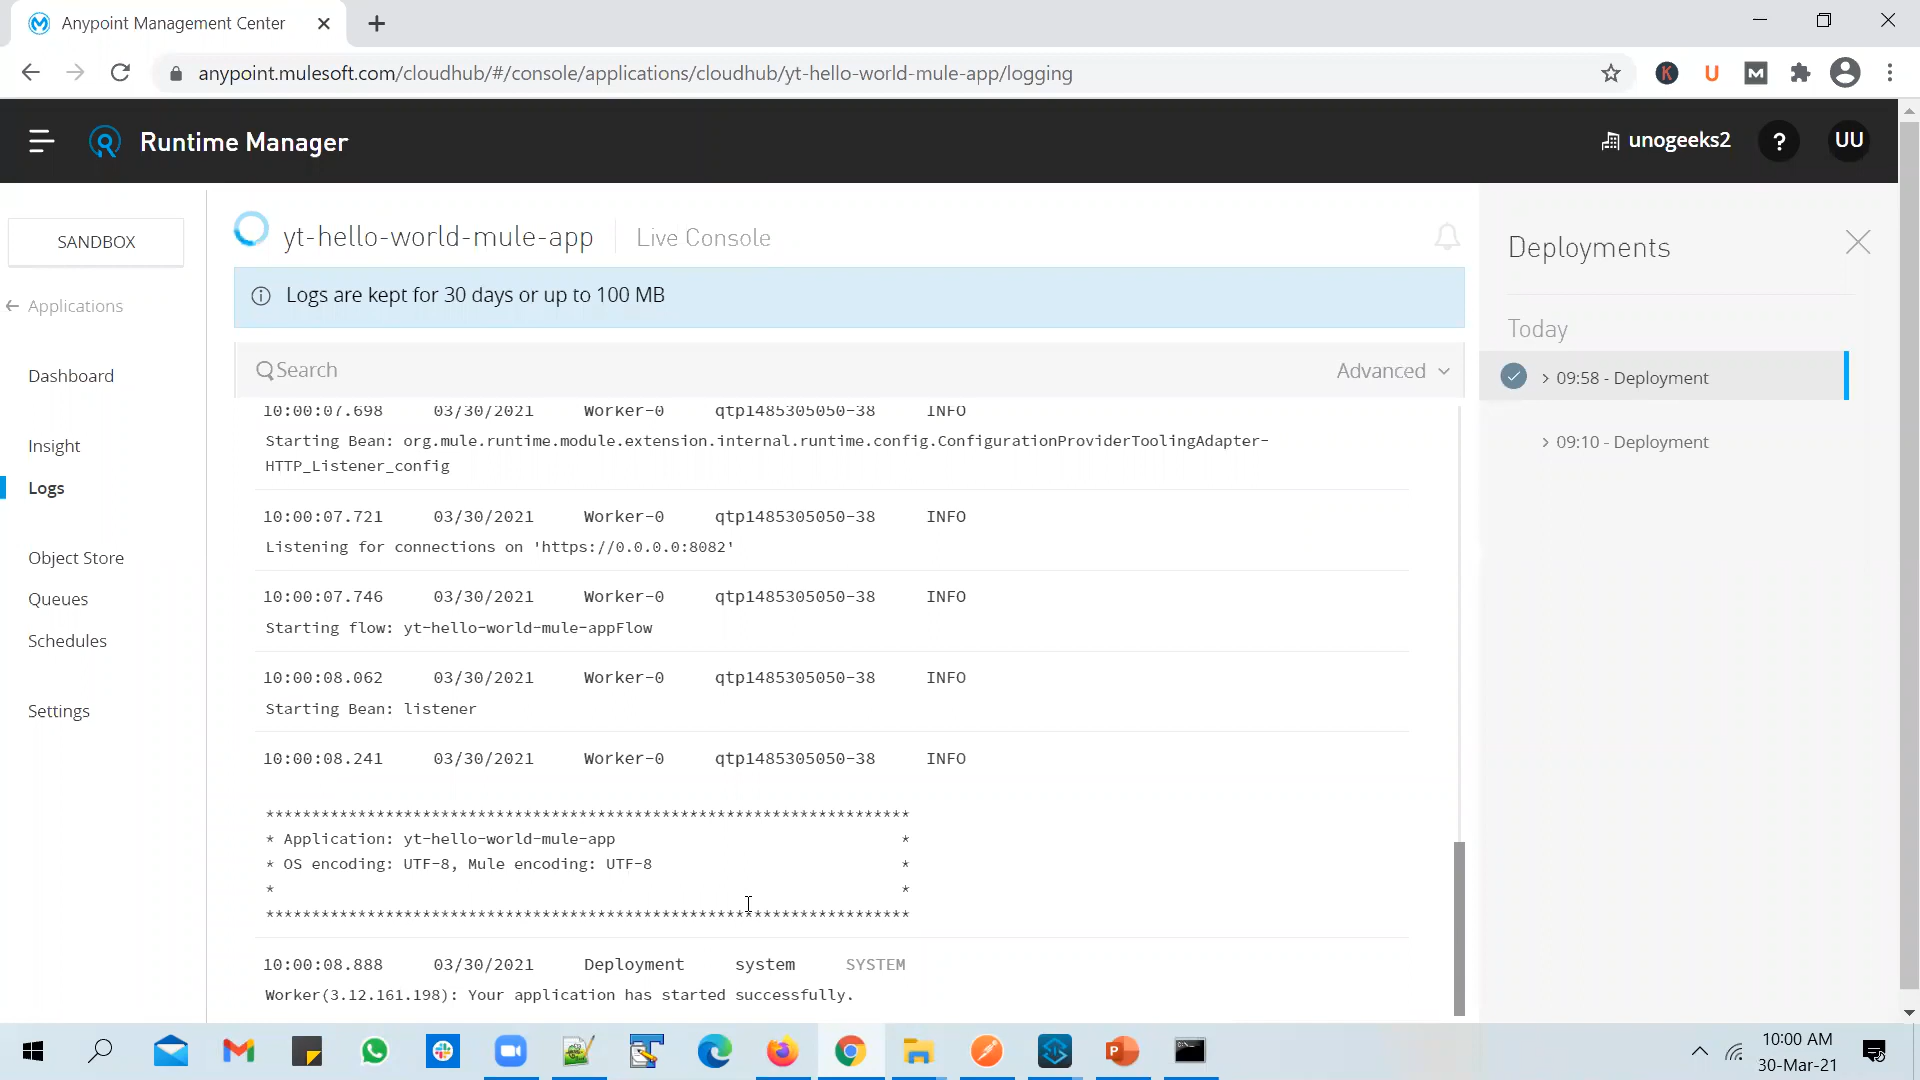 Anypoint Management Center
anypoint.mulesoft.com/cloudhub/#/console/applications/cloudhub/yt-hello-world-mule-app/logging
K U M
Runtime Manager
unogeeks2 ? UU
SANDBOX
Applications
Dashboard
Insight
Logs
Object Store
Queues
Schedules
Settings
yt-hello-world-mule-app
Live Console
Logs are kept for 30 days or up to 100 MB
Search
Advanced
10:00:07.698 03/30/2021 Worker-0 qtp1485305050-38 INFO
Starting Bean: org.mule.runtime.module.extension.internal.runtime.config.ConfigurationProviderToolingAdapter-
HTTP_Listener_config
10:00:07.721 03/30/2021 Worker-0 qtp1485305050-38 INFO
Listening for connections on 'https://0.0.0.0:8082'
10:00:07.746 03/30/2021 Worker-0 qtp1485305050-38 INFO
Starting flow: yt-hello-world-mule-appFlow
10:00:08.062 03/30/2021 Worker-0 qtp1485305050-38 INFO
Starting Bean: listener
10:00:08.241 03/30/2021 Worker-0 qtp1485305050-38 INFO
**********************************************************************
* Application: yt-hello-world-mule-app *
* OS encoding: UTF-8, Mule encoding: UTF-8 *
* *
**********************************************************************
10:00:08.888 03/30/2021 Deployment system SYSTEM
Worker(3.12.161.198): Your application has started successfully.
Deployments
Today
09:58 - Deployment
09:10 - Deployment
10:00 AM
30-Mar-21